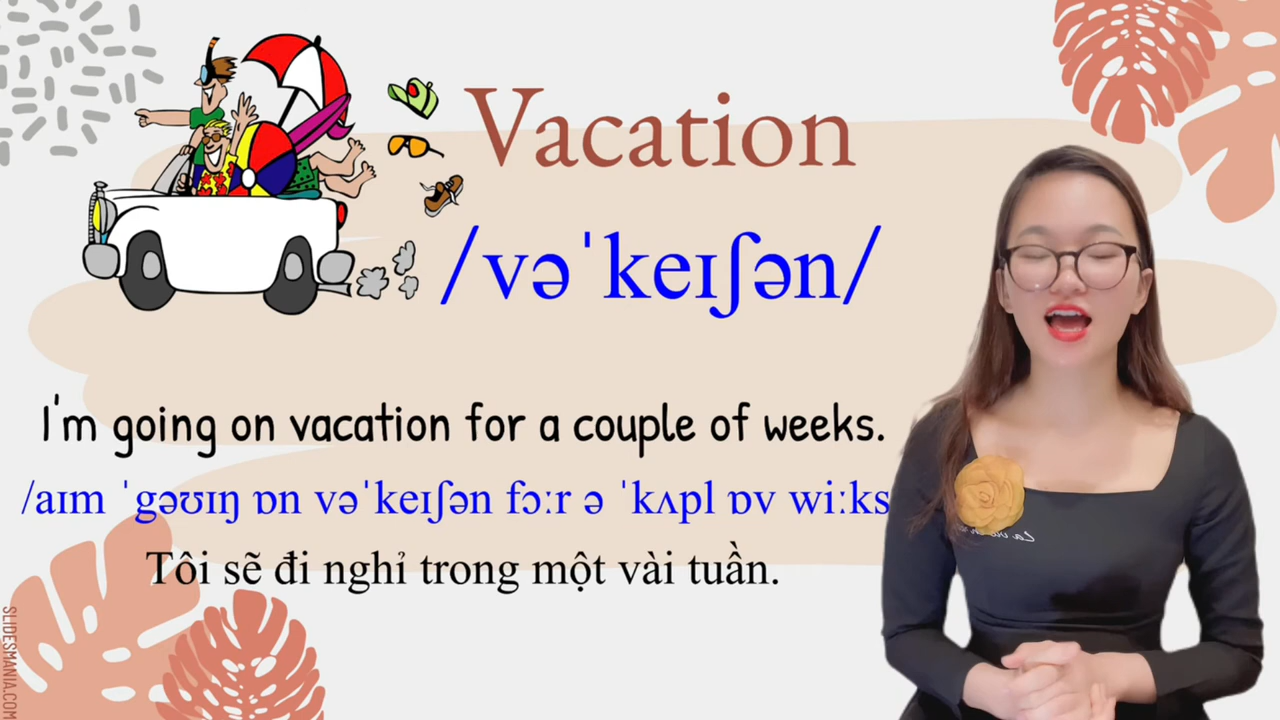 Vacation
/vəˈkeɪʃən/
I'm going on vacation for a couple of weeks.
/aɪm ˈgəʊɪŋ ɒn vəˈkeɪʃən fɔːr ə ˈkʌpl ɒv wiːks
Tôi sẽ đi nghỉ trong một vài tuần.
SLIDESMANIA.COM